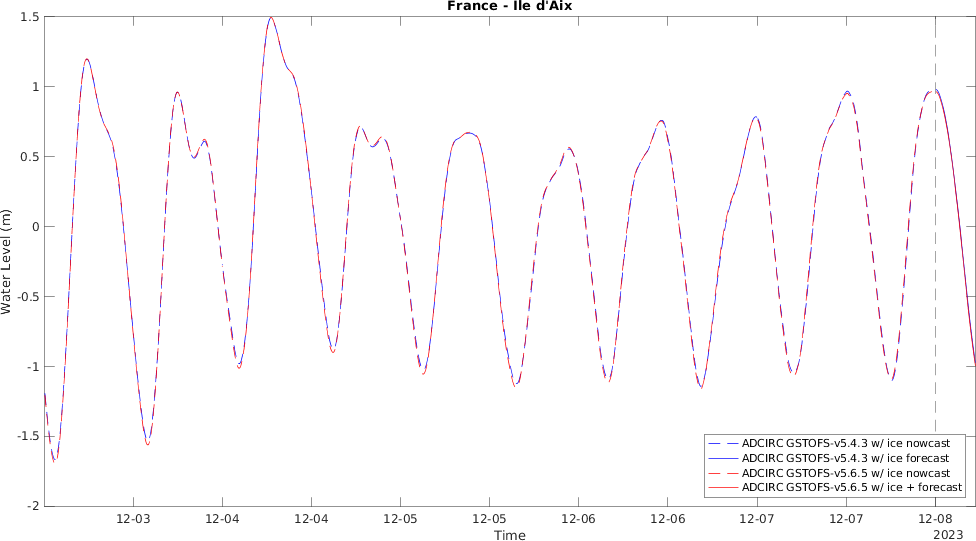 France - Ile d'Aix
1.5
1
0.5
0
-0.5
-1
-1.5
-2
Water Level (m)
12-03
12-04
12-04
12-05
12-05
12-06
12-06
12-07
12-07
12-08
2023
Time
ADCIRC GSTOFS-v5.4.3 w/ ice nowcast
ADCIRC GSTOFS-v5.4.3 w/ ice forecast
ADCIRC GSTOFS-v5.6.5 w/ ice nowcast
ADCIRC GSTOFS-v5.6.5 w/ ice + forecast